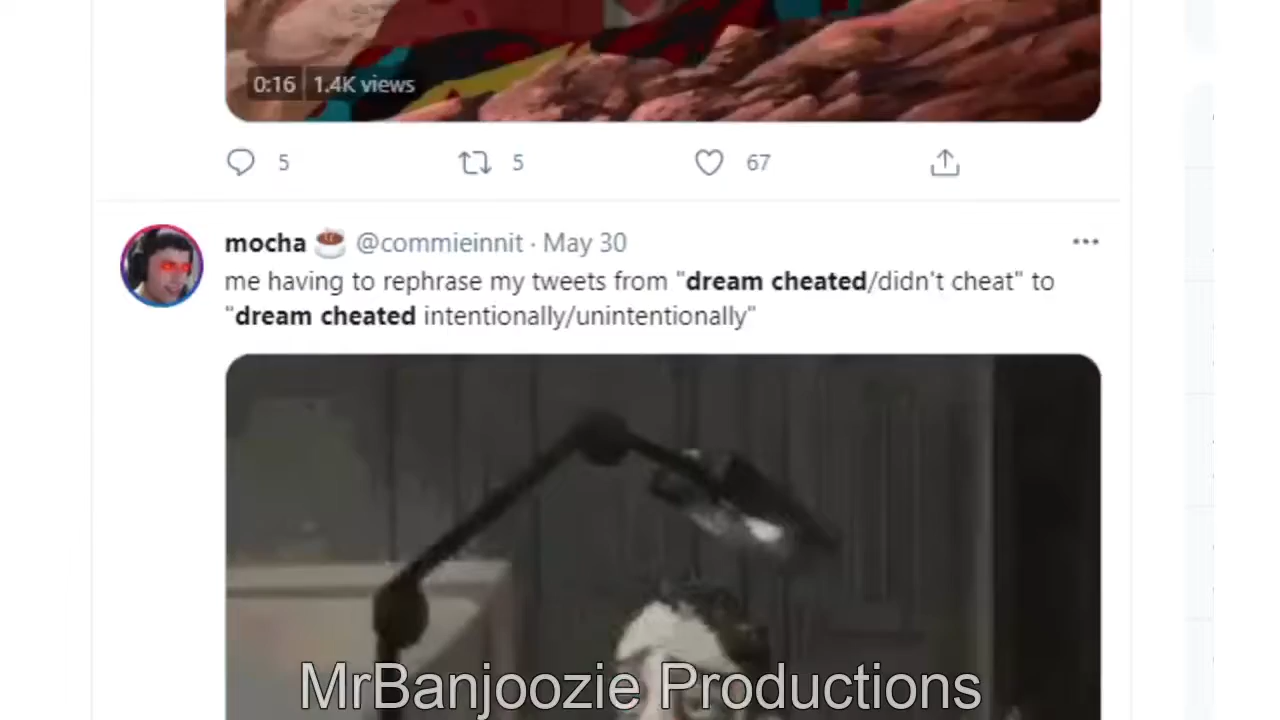 0:16 1.4K views
5 5 67
mocha ☕ @commieinnit · May 30
me having to rephrase my tweets from "dream cheated/didn't cheat" to
"dream cheated intentionally/unintentionally"
MrBanjoozie Productions